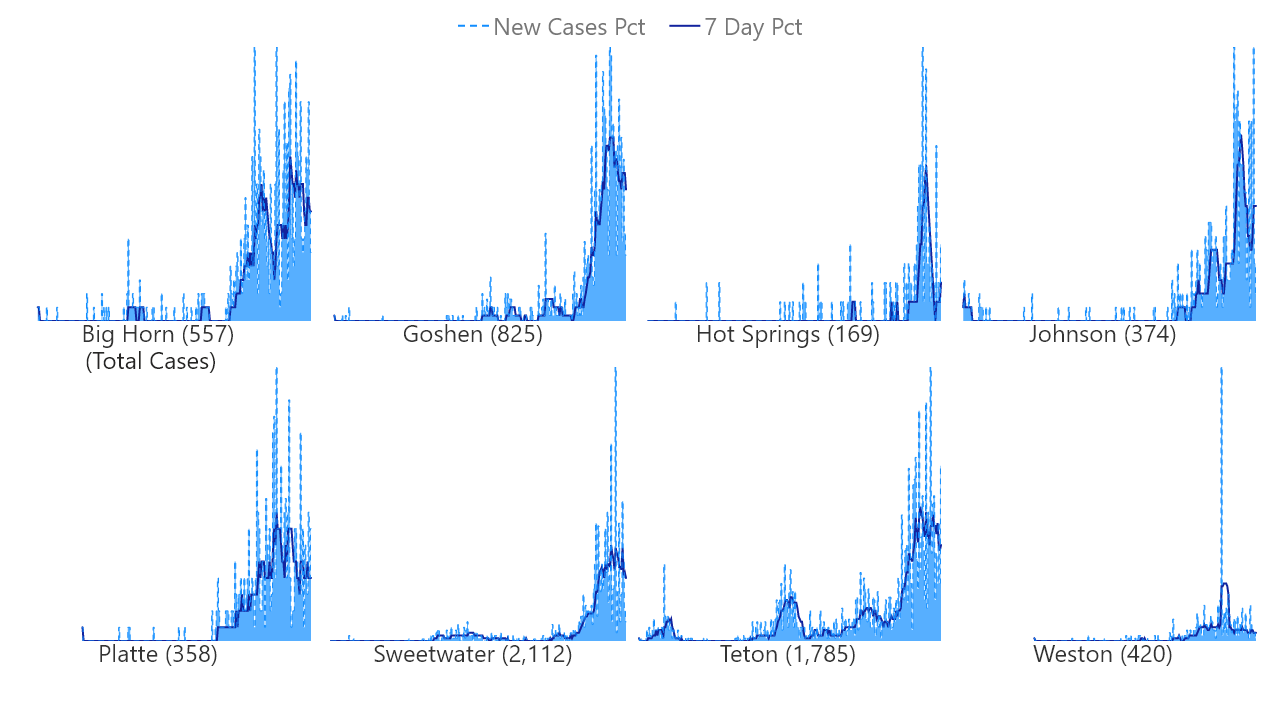 New Cases Pct 7 Day Pct
Big Horn (557) Goshen (825) Hot Springs (169) Johnson (374)
(Total Cases)
Platte (358) Sweetwater (2,112) Teton (1,785) Weston (420)